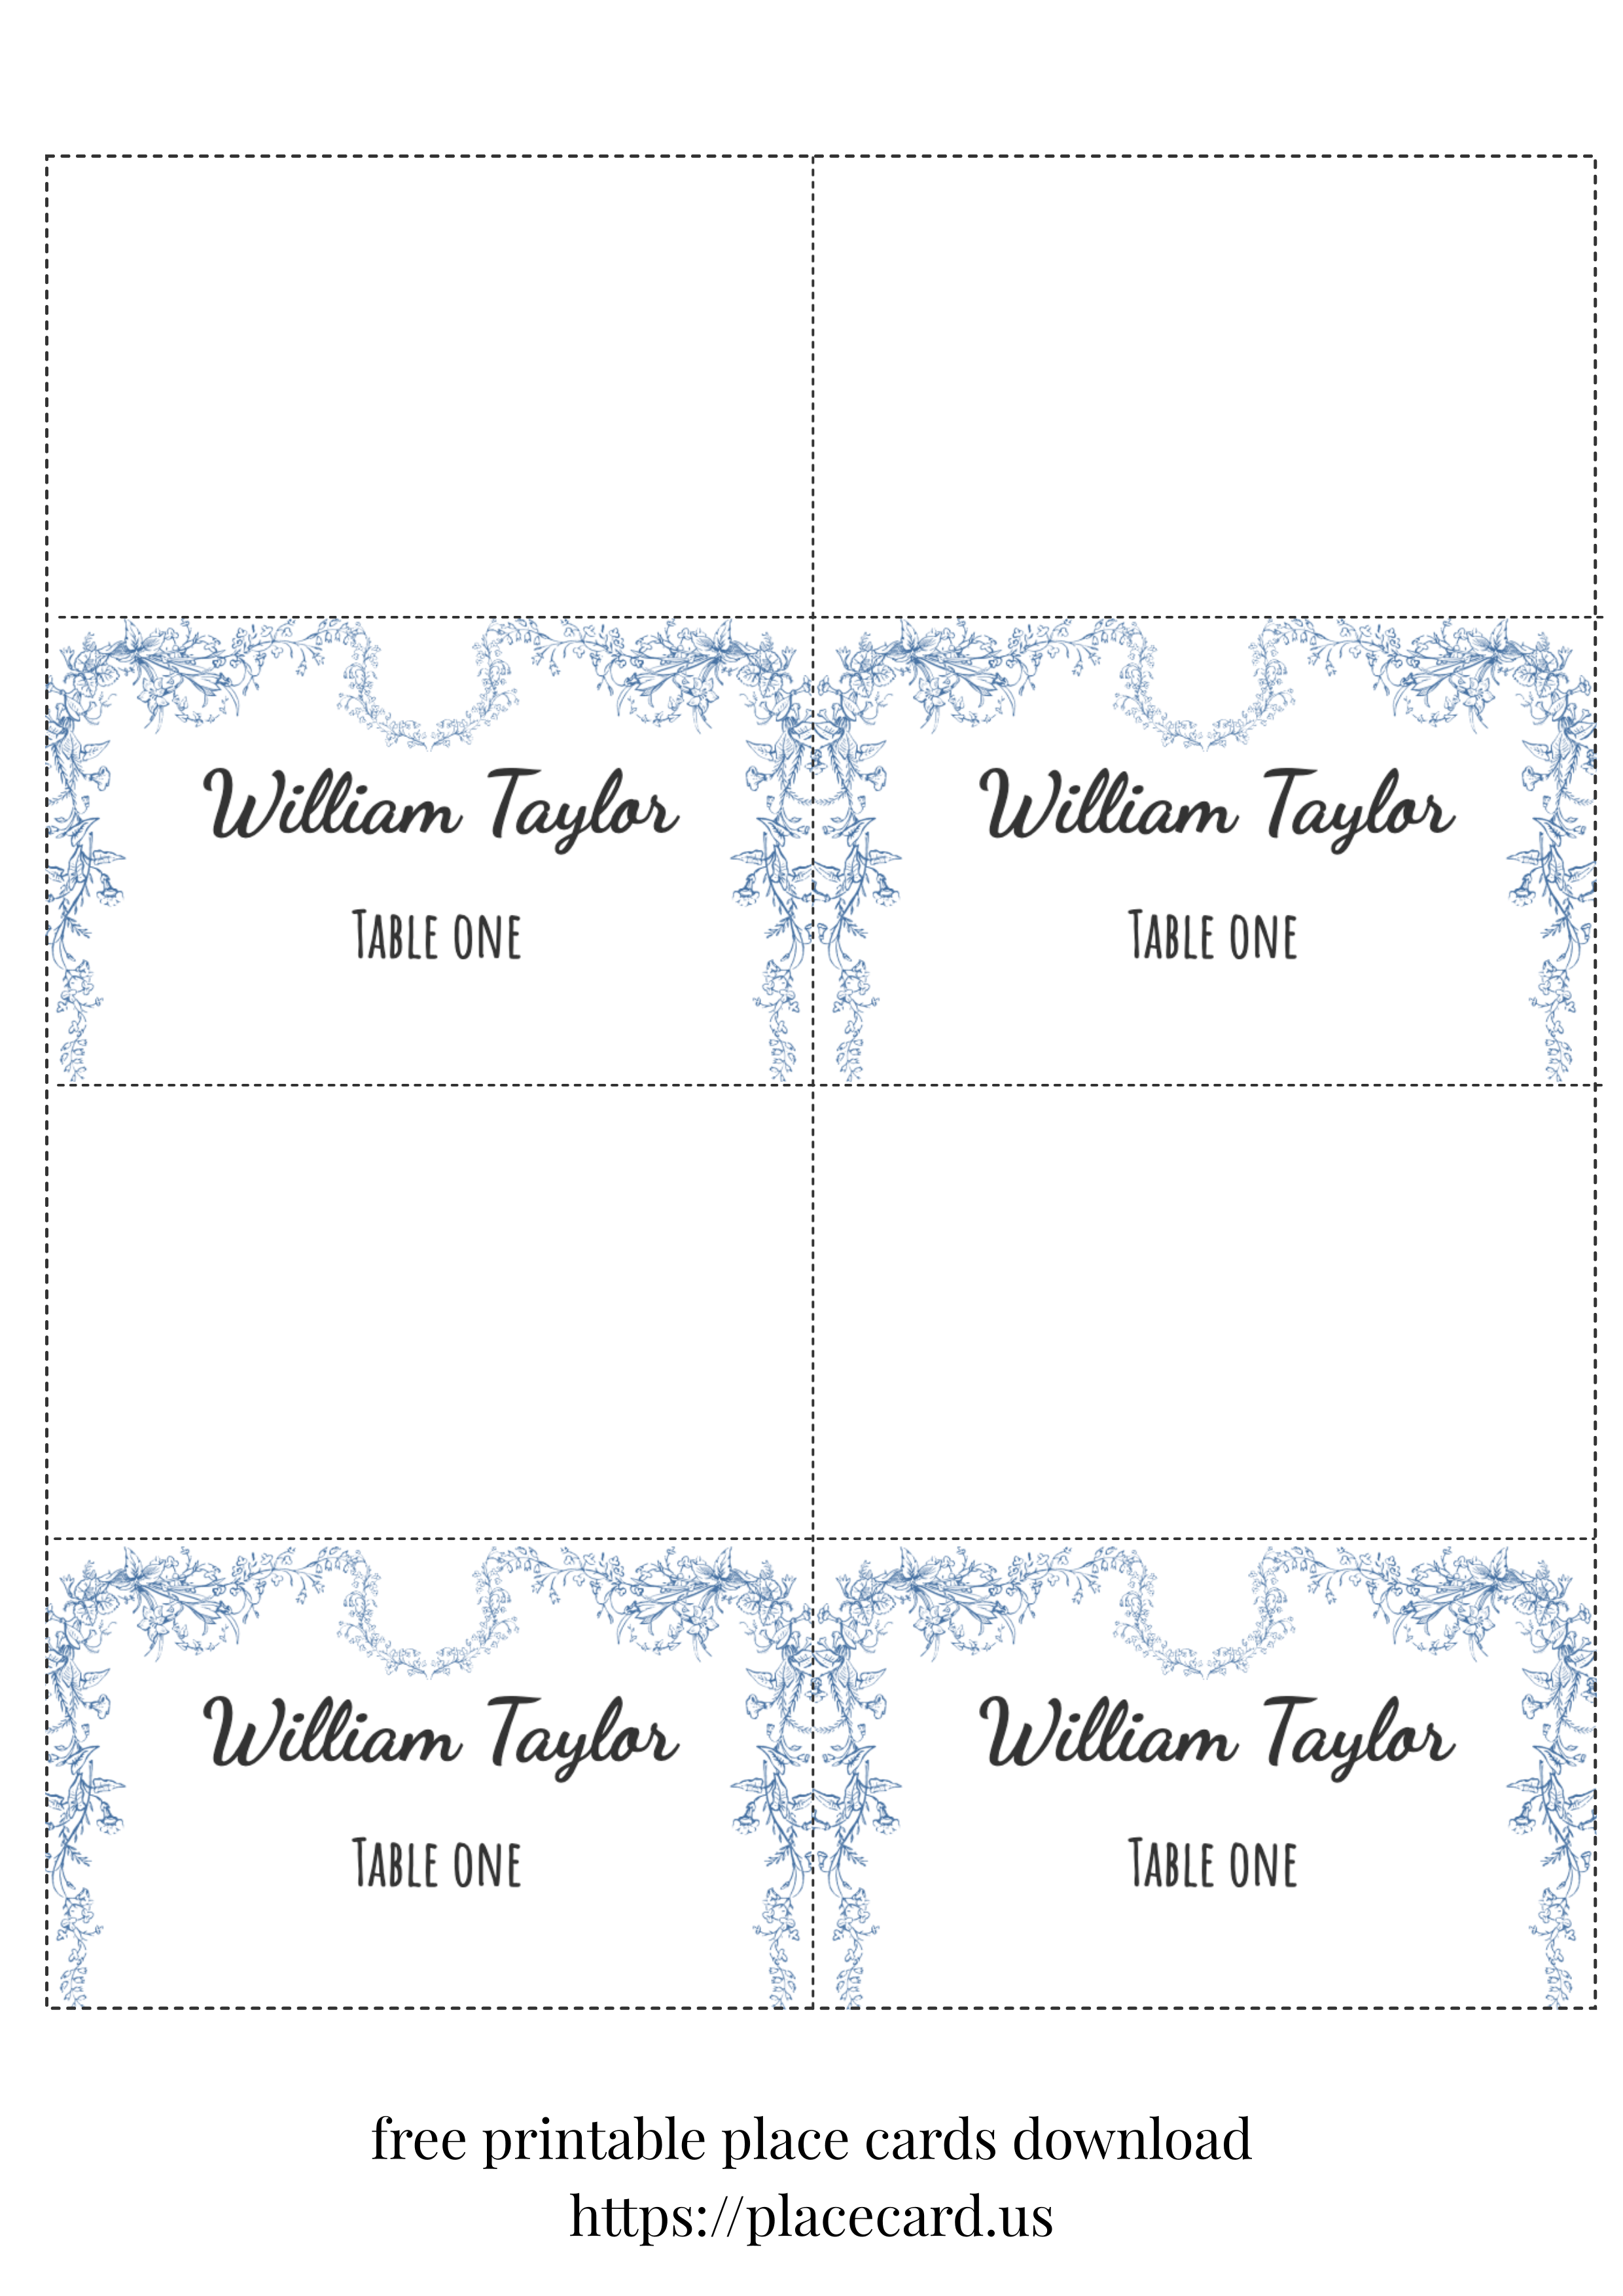 William Taylor William Taylor
Table one Table one
William Taylor William Taylor
Table one Table one
free printable place cards download
https://placecard.us